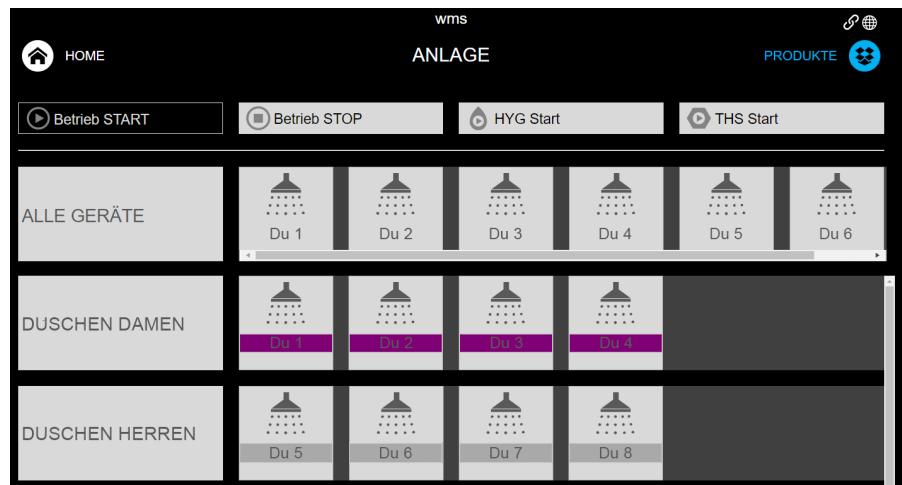 wms
HOME
ANLAGE
PRODUKTE
Betrieb START
Betrieb STOP
HYG Start
THS Start
ALLE GERÄTE
Du 1
Du 2
Du 3
Du 4
Du 5
Du 6
DUSCHEN DAMEN
Du 1
Du 2
Du 3
Du 4
DUSCHEN HERREN
Du 5
Du 6
Du 7
Du 8